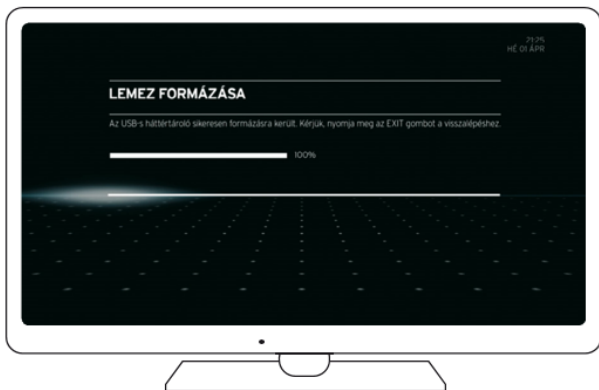 21:25
HÉ 01 ÁPR
LEMEZ FORMÁZÁSA
Az USB-s háttértároló sikeresen formázásra került. Kérjük, nyomja meg az EXIT gombot a visszalépéshez.
100%